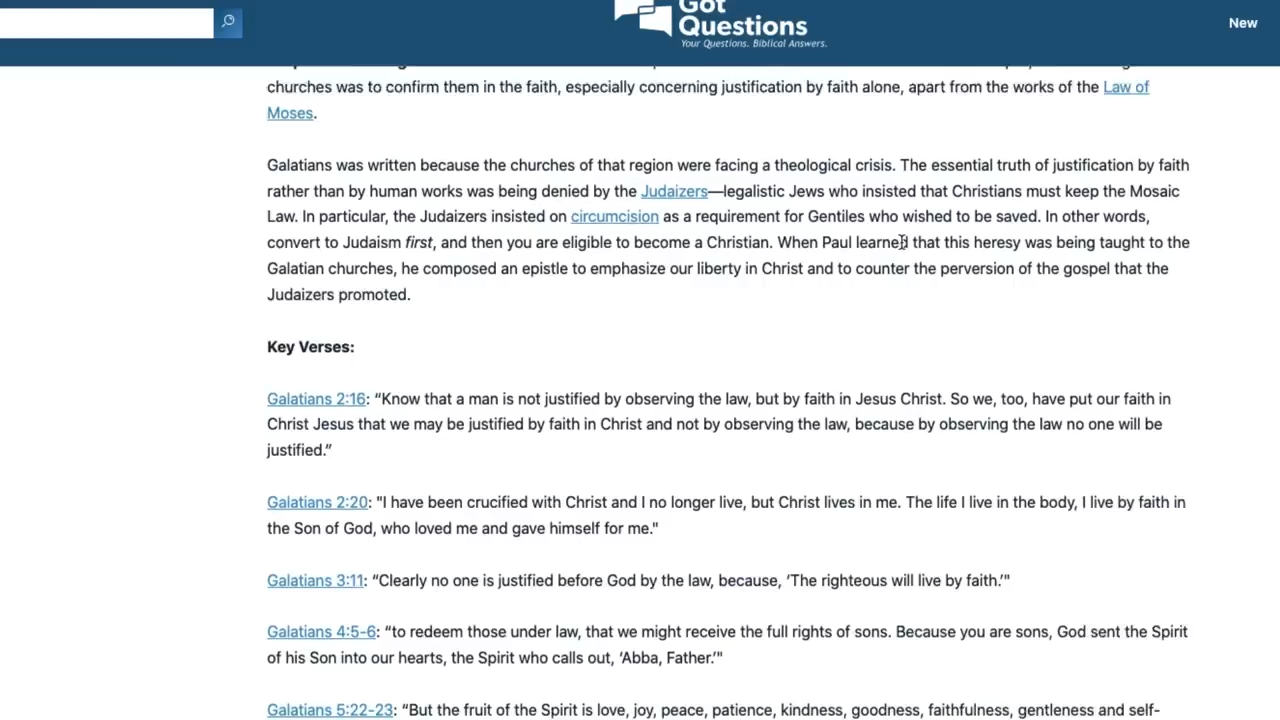 Got
Questions
Your Questions. Biblical Answers.
New
churches was to confirm them in the faith, especially concerning justification by faith alone, apart from the works of the Law of
Moses.
Galatians was written because the churches of that region were facing a theological crisis. The essential truth of justification by faith
rather than by human works was being denied by the Judaizers—legalistic Jews who insisted that Christians must keep the Mosaic
Law. In particular, the Judaizers insisted on circumcision as a requirement for Gentiles who wished to be saved. In other words,
convert to Judaism first, and then you are eligible to become a Christian. When Paul learned that this heresy was being taught to the
Galatian churches, he composed an epistle to emphasize our liberty in Christ and to counter the perversion of the gospel that the
Judaizers promoted.
Key Verses:
Galatians 2:16: “Know that a man is not justified by observing the law, but by faith in Jesus Christ. So we, too, have put our faith in
Christ Jesus that we may be justified by faith in Christ and not by observing the law, because by observing the law no one will be
justified.”
Galatians 2:20: "I have been crucified with Christ and I no longer live, but Christ lives in me. The life I live in the body, I live by faith in
the Son of God, who loved me and gave himself for me."
Galatians 3:11: “Clearly no one is justified before God by the law, because, ‘The righteous will live by faith.’"
Galatians 4:5-6: “to redeem those under law, that we might receive the full rights of sons. Because you are sons, God sent the Spirit
of his Son into our hearts, the Spirit who calls out, ‘Abba, Father.’"
Galatians 5:22-23: “But the fruit of the Spirit is love, joy, peace, patience, kindness, goodness, faithfulness, gentleness and self-